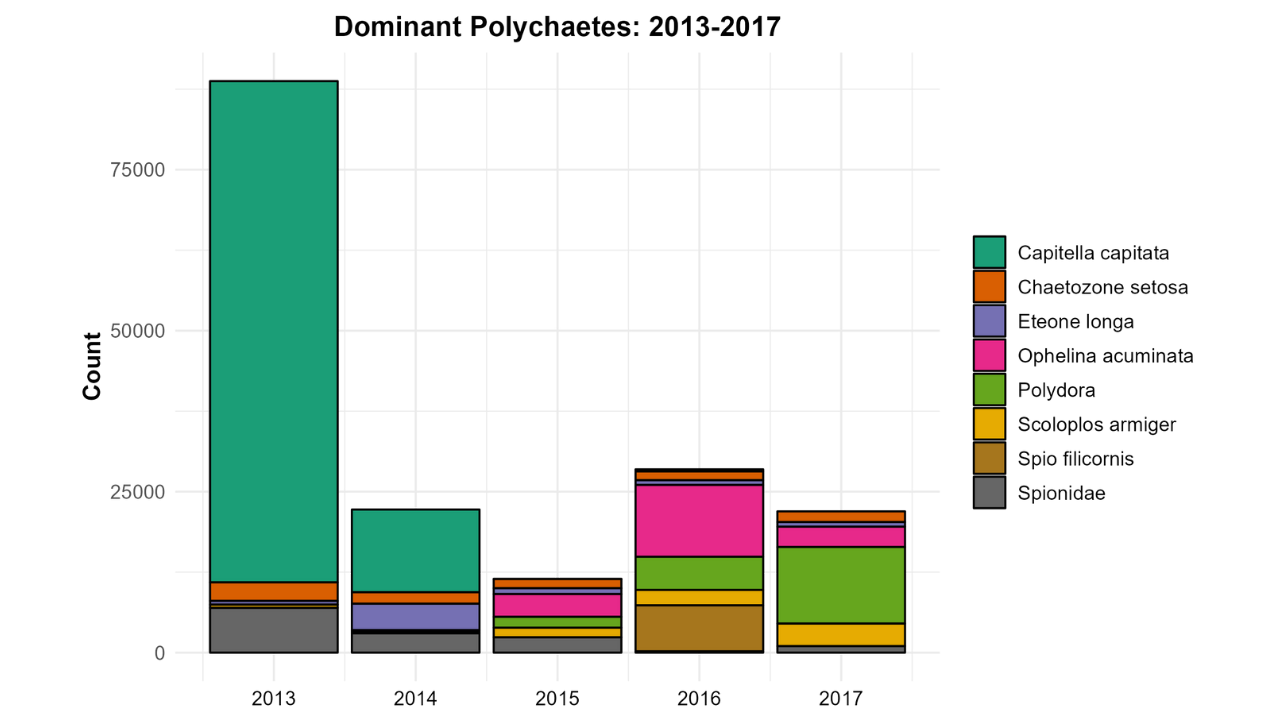 Dominant Polychaetes: 2013-2017
Count
75000
50000
25000
0
2013 2014 2015 2016 2017
Capitella capitata
Chaetozone setosa
Eteone longa
Ophelina acuminata
Polydora
Scoloplos armiger
Spio filicornis
Spionidae